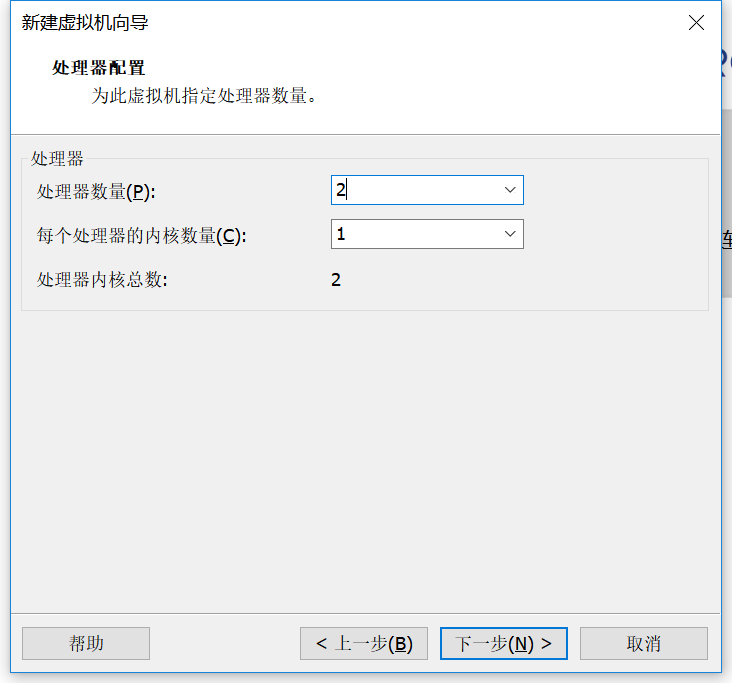 新建虚拟机向导
处理器配置
为此虚拟机指定处理器数量。
处理器
处理器数量(P): 2
每个处理器的内核数量(C): 1
处理器内核总数: 2
帮助 < 上一步(B) 下一步(N) > 取消